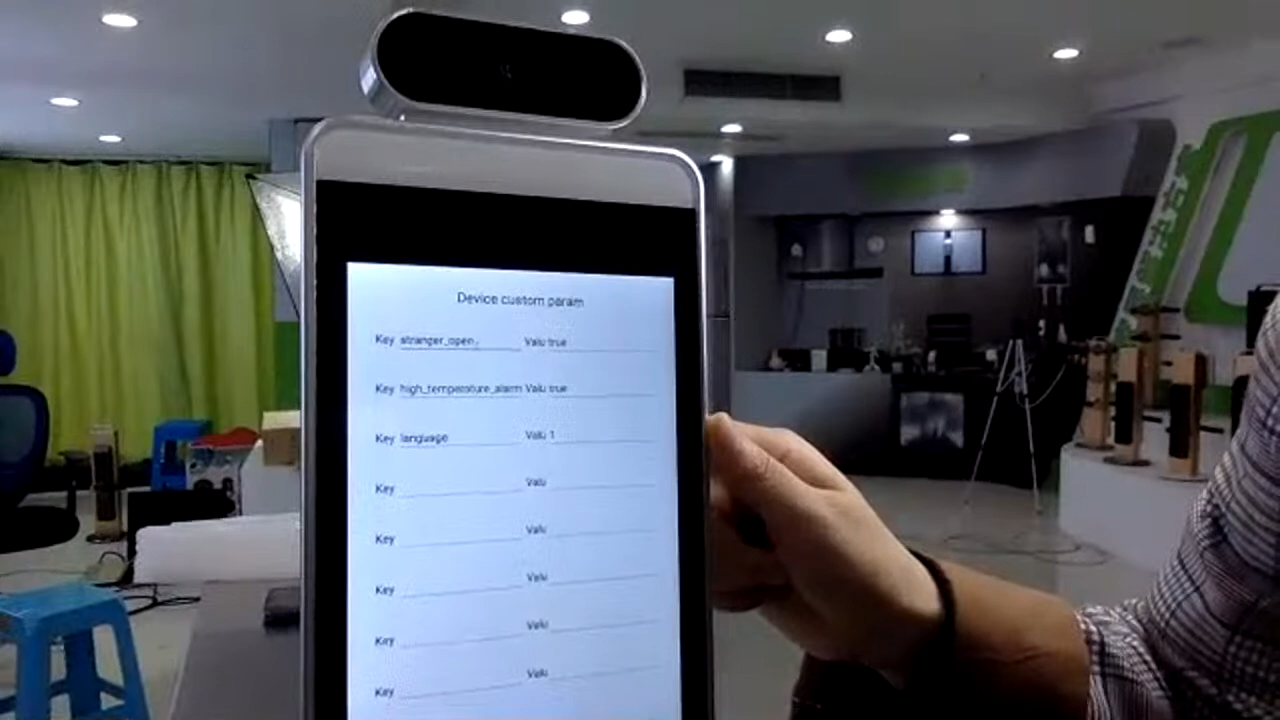 Device custom param
Key stranger_open Valu true
Key high_temperature_alarm Valu true
Key language Valu 1
Key Valu
Key Valu
Key Valu
Key Valu
Key Valu